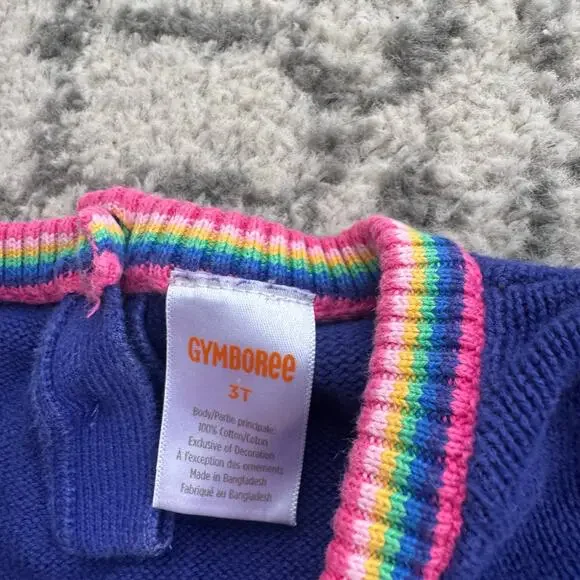 GYMBOREE
3T
Body/Partie principale:
100% Cotton/Coton
Exclusive of Decoration
À l'exception des ornements
Made in Bangladesh
Fabriqué au Bangladesh